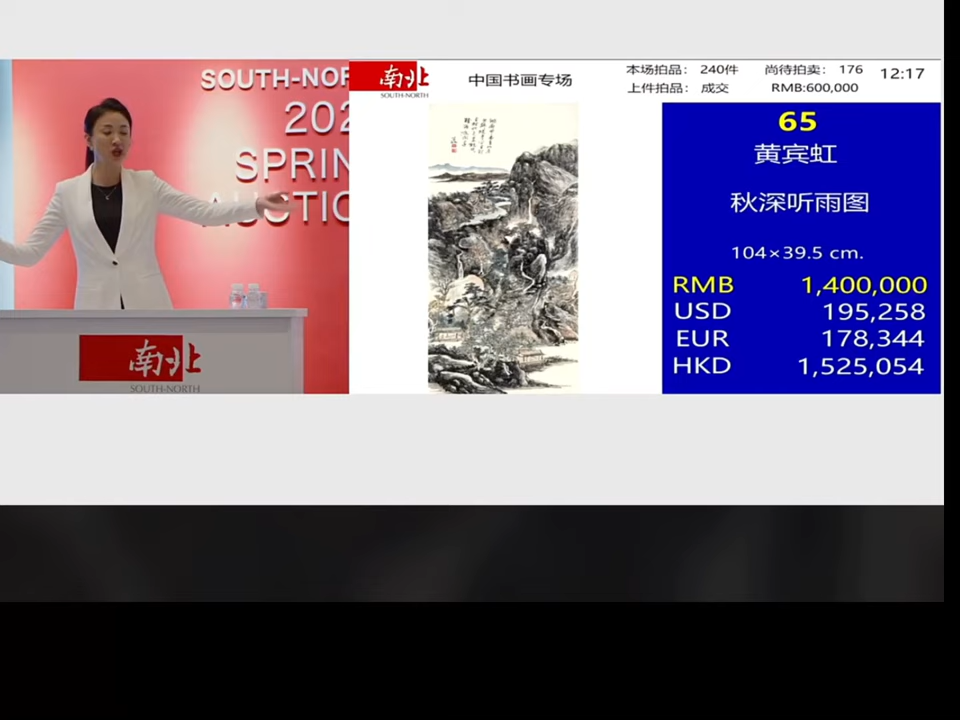 SOUTH-NOR
202
SPRIN
AUCTIO
南北
SOUTH-NORTH
南北
SOUTH-NORTH
中国书画专场
本场拍品: 240件 尚待拍卖: 176
上件拍品: 成交 RMB:600,000
12:17
65
黄宾虹
秋深听雨图
104×39.5 cm.
RMB 1,400,000
USD 195,258
EUR 178,344
HKD 1,525,054